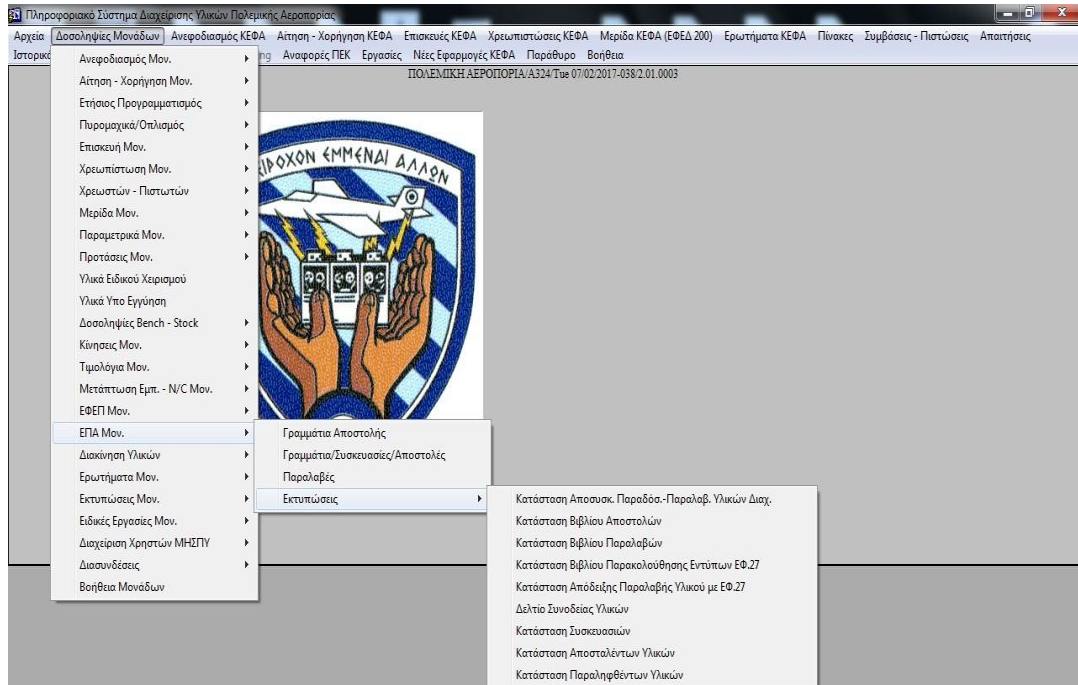 Πληροφοριακό Σύστημα Διαχείρισης Υλικών Πολεμικής Αεροπορίας
Αρχεία Δοσοληψίες Μονάδων Ανεφοδιασμός ΚΕΦΑ Αίτηση - Χορήγηση ΚΕΦΑ Επισκευές ΚΕΦΑ Χρεωπιστώσεις ΚΕΦΑ Μερίδα ΚΕΦΑ (ΕΦΕΔ 200) Ερωτήματα ΚΕΦΑ Πίνακες Συμβάσεις - Πιστώσεις Απαιτήσεις
Ιστορικά Αναφορές ΠΕΚ Εργασίες Νέες Εφαρμογές ΚΕΦΑ Παράθυρο Βοήθεια
ΠΟΛΕΜΙΚΗ ΑΕΡΟΠΟΡΙΑ/A324/Tue 07/02/2017-038/2.01.0003
ΕΜΜΕΝΑΙ ΑΛΛΩΝ
Ανεφοδιασμός Μον.
Αίτηση - Χορήγηση Μον.
Ετήσιος Προγραμματισμός
Πυρομαχικά/Οπλισμός
Επισκευή Μον.
Χρεωπίστωση Μον.
Χρεωστών - Πιστωτών
Μερίδα Μον.
Παραμετρικά Μον.
Προτάσεις Μον.
Υλικά Ειδικού Χειρισμού
Υλικά Υπο Εγγύηση
Δοσοληψίες Bench - Stock
Κίνησεις Μον.
Τιμολόγια Μον.
Μετάπτωση Εμπ. - N/C Μον.
ΕΦΕΠ Μον.
ΕΠΑ Μον.
Διακίνηση Υλικών
Ερωτήματα Μον.
Εκτυπώσεις Μον.
Ειδικές Εργασίες Μον.
Διαχείριση Χρηστών ΜΗΣΠΥ
Διασυνδέσεις
Βοήθεια Μονάδων
Γραμμάτια Αποστολής
Γραμμάτια/Συσκευασίες/Αποστολές
Παραλαβές
Εκτυπώσεις
Κατάσταση Αποσυσκ. Παραδόσ.-Παραλαβ. Υλικών Διαχ.
Κατάσταση Βιβλίου Αποστολών
Κατάσταση Βιβλίου Παραλαβών
Κατάσταση Βιβλίου Παρακολούθησης Εντύπων ΕΦ.27
Κατάσταση Απόδειξης Παραλαβής Υλικού με ΕΦ.27
Δελτίο Συνοδείας Υλικών
Κατάσταση Συσκευασιών
Κατάσταση Αποσταλέντων Υλικών
Κατάσταση Παραληφθέντων Υλικών